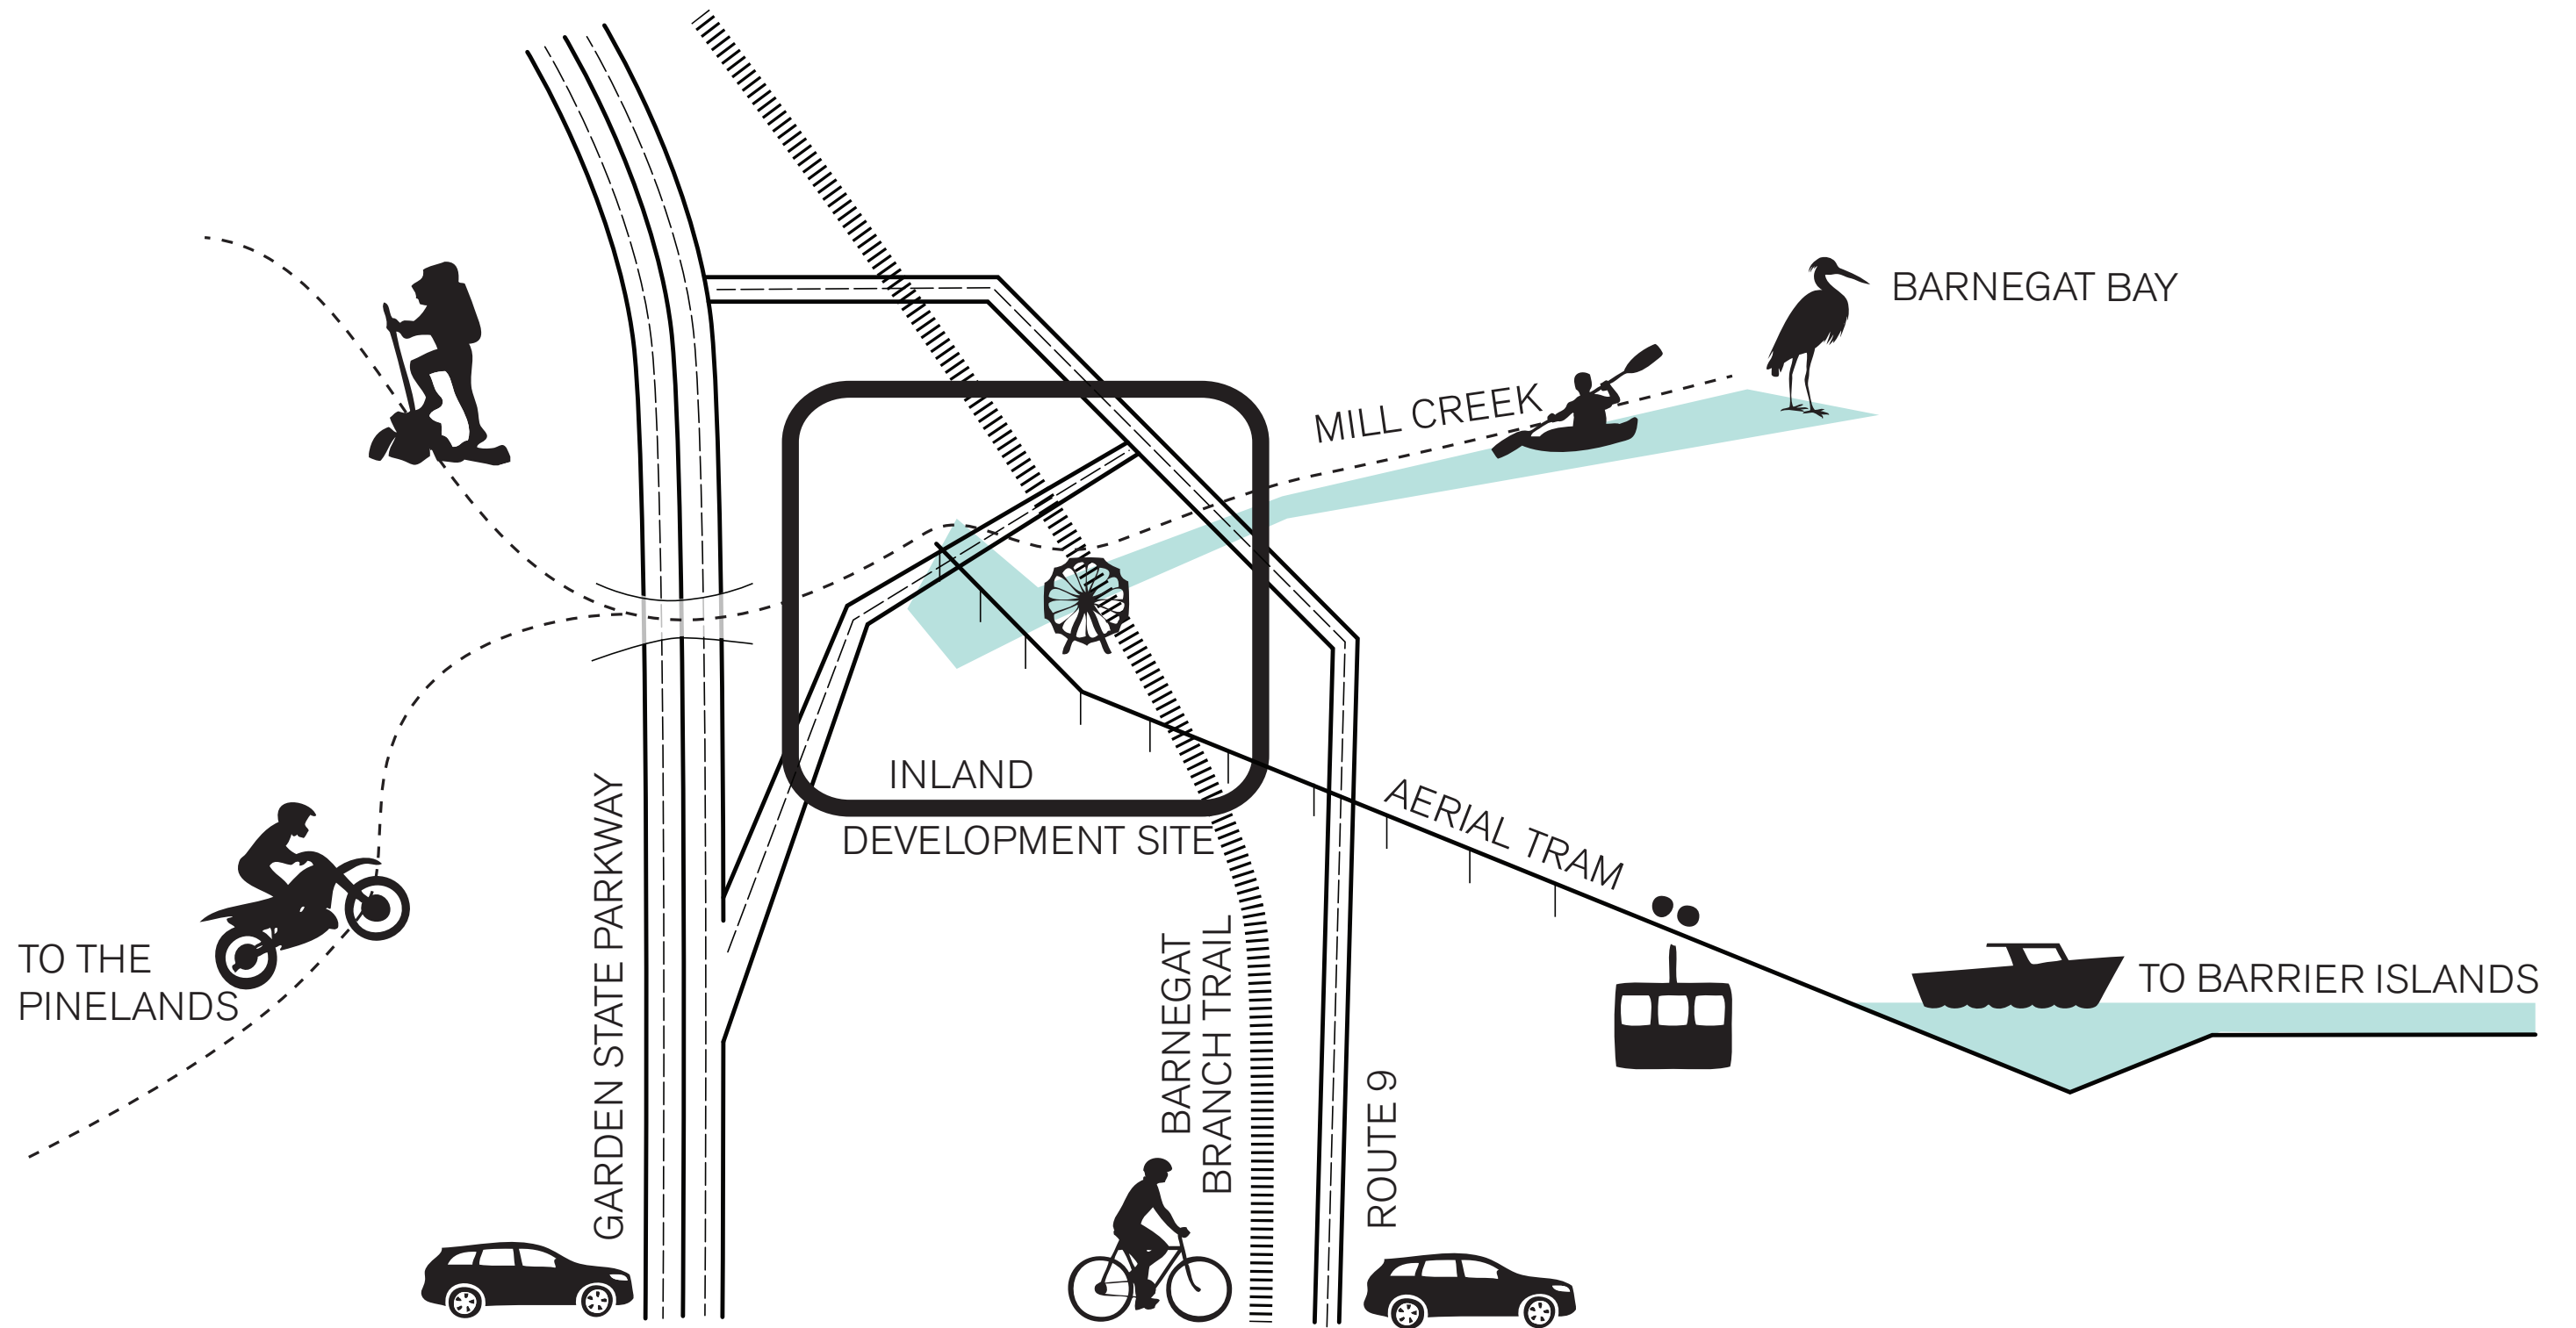 BARNEGAT BAY
MILL CREEK
INLAND
DEVELOPMENT SITE
AERIAL TRAM
TO THE
PINELANDS
GARDEN STATE PARKWAY
BARNEGAT
BRANCH TRAIL
ROUTE 9
TO BARRIER ISLANDS